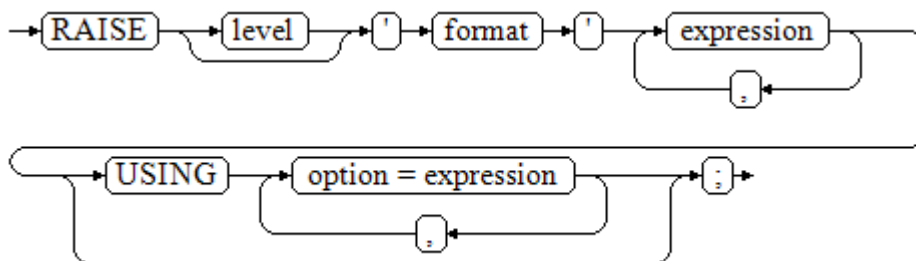 RAISE level ' format ' expression
,
USING option = expression ;
,